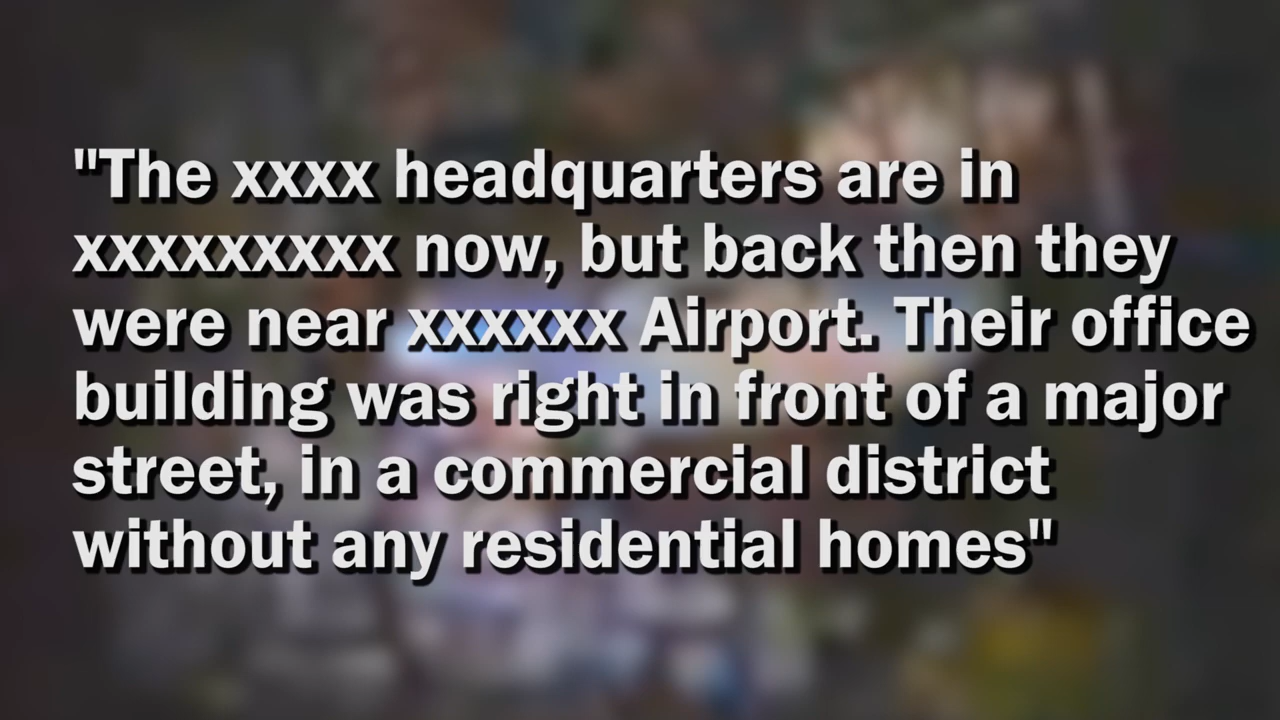 "The xxxx headquarters are in
xxxxxxxxx now, but back then they
were near xxxxxx Airport. Their office
building was right in front of a major
street, in a commercial district
without any residential homes"